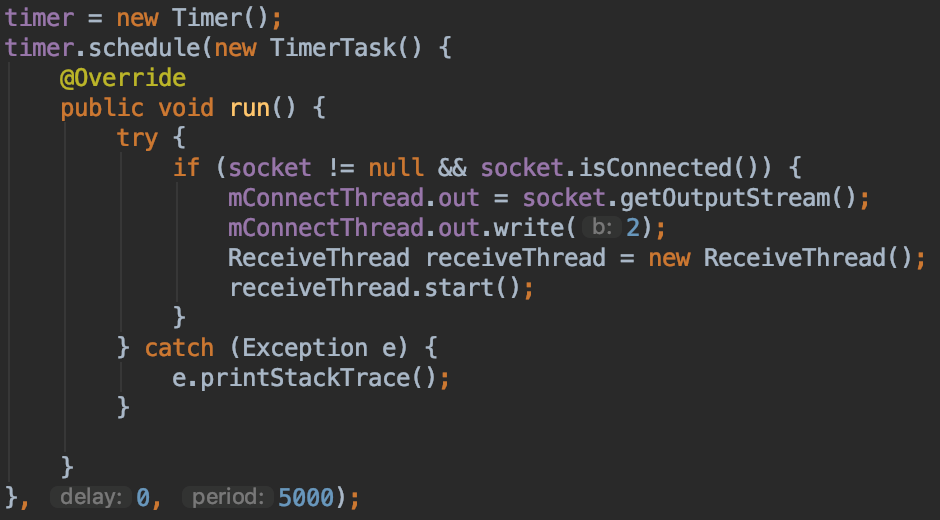 timer = new Timer();
timer.schedule(new TimerTask() {
@Override
public void run() {
try {
if (socket != null && socket.isConnected()) {
mConnectThread.out = socket.getOutputStream();
mConnectThread.out.write( b: 2);
ReceiveThread receiveThread = new ReceiveThread();
receiveThread.start();
}
} catch (Exception e) {
e.printStackTrace();
}
}
}, delay: 0, period: 5000);